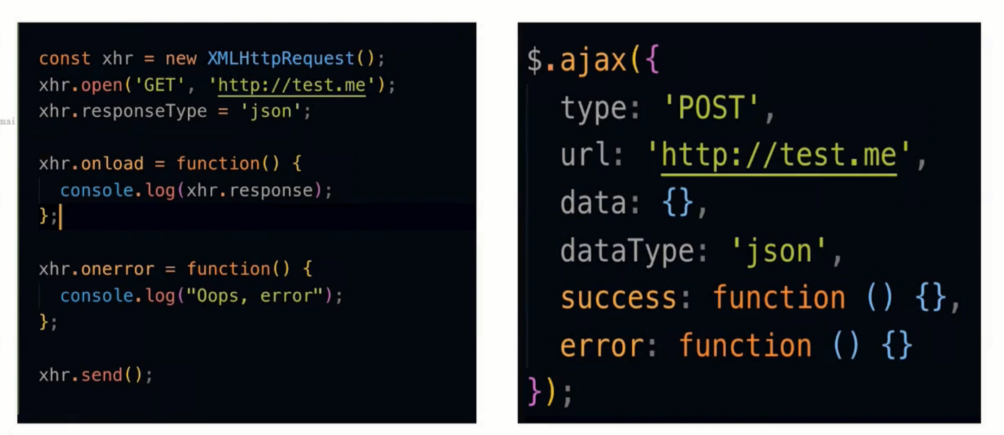 const xhr = new XMLHttpRequest();
xhr.open('GET', 'http://test.me');
xhr.responseType = 'json';
xhr.onload = function() {
console.log(xhr.response);
};
xhr.onerror = function() {
console.log("Oops, error");
};
xhr.send();
$.ajax({
type: 'POST',
url: 'http://test.me',
data: {},
dataType: 'json',
success: function () {},
error: function () {}
});